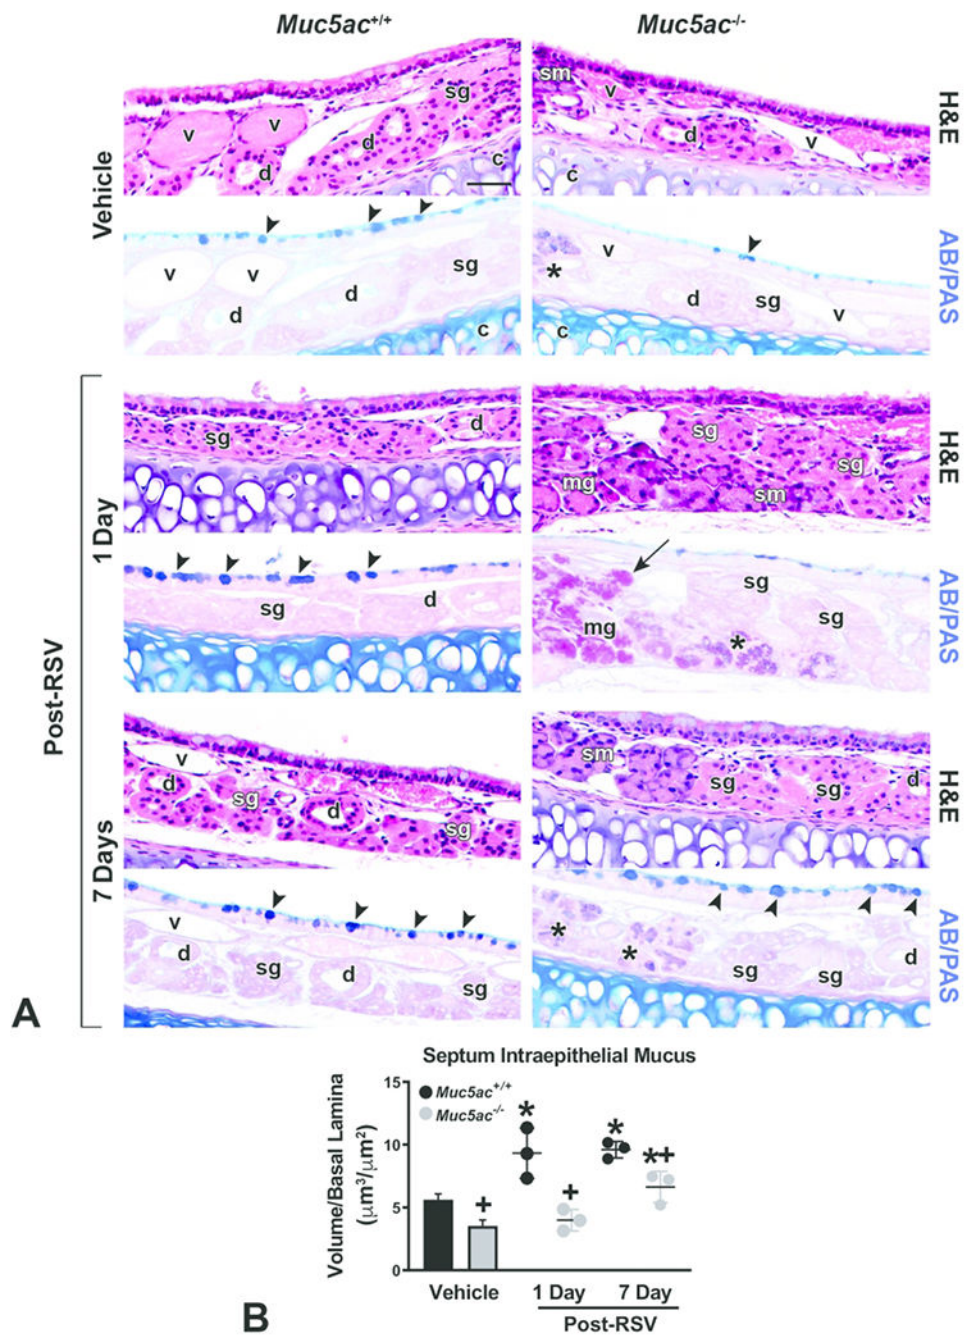 Muc5ac+/+ Muc5ac-/-
Vehicle
sg
v v
d
d
c
sm
v
d
v
c
H&E
v v
d
d
sg
c
v
*
d
sg
v
c
AB/PAS
Post-RSV
1 Day
sg
d
sg
sg
mg
sm
H&E
sg
d
sg
sg
mg
*
AB/PAS
7 Days
v
d
sg
d
sg
sm
sg
sg
d
H&E
v
d
sg
d
sg
*
*
sg
sg
d
AB/PAS
A
Septum Intraepithelial Mucus
Volume/Basal Lamina
(μm³/μm²)
15
10
5
0
Muc5ac+/+
Muc5ac-/-
+
*
+
*
*+
Vehicle 1 Day 7 Day
Post-RSV
B